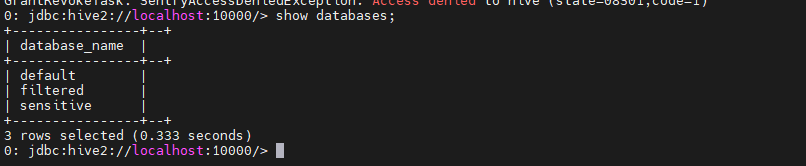 GrantRevokeTask. SentryAccessDeniedException: Access denied to hive (state=08S01,code=1)
0: jdbc:hive2://localhost:10000/> show databases;
+----------------+--+
| database_name  |
+----------------+--+
| default        |
| filtered       |
| sensitive      |
+----------------+--+
3 rows selected (0.333 seconds)
0: jdbc:hive2://localhost:10000/>